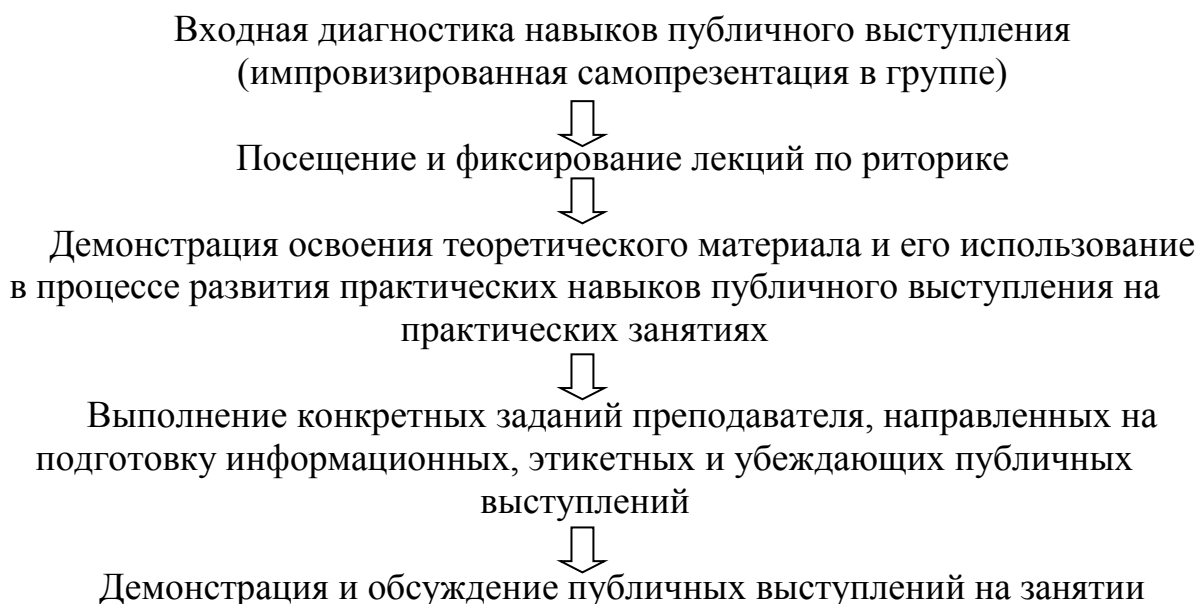 Входная диагностика навыков публичного выступления
(импровизированная самопрезентация в группе)
Посещение и фиксирование лекций по риторике
Демонстрация освоения теоретического материала и его использование
в процессе развития практических навыков публичного выступления на
практических занятиях
Выполнение конкретных заданий преподавателя, направленных на
подготовку информационных, этикетных и убеждающих публичных
выступлений
Демонстрация и обсуждение публичных выступлений на занятии